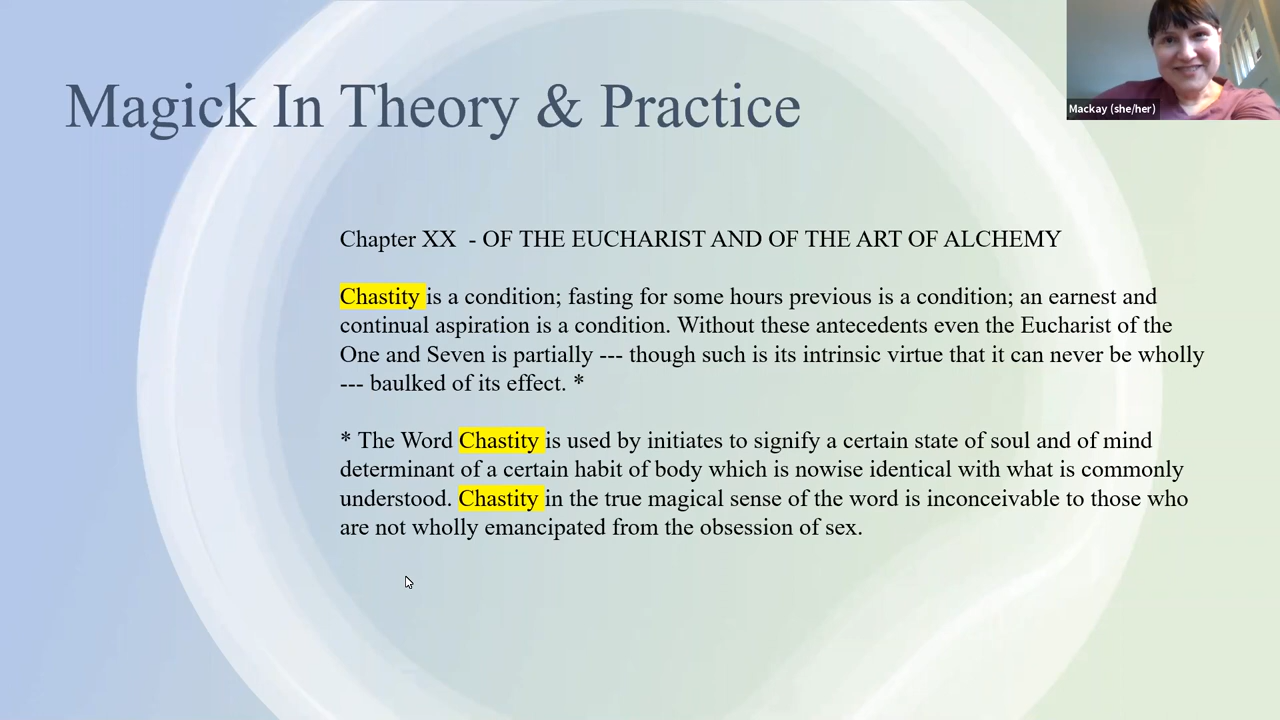 Magick In Theory & Practice
Mackay (she/her)
Chapter XX - OF THE EUCHARIST AND OF THE ART OF ALCHEMY
Chastity is a condition; fasting for some hours previous is a condition; an earnest and
continual aspiration is a condition. Without these antecedents even the Eucharist of the
One and Seven is partially --- though such is its intrinsic virtue that it can never be wholly
--- baulked of its effect. *
* The Word Chastity is used by initiates to signify a certain state of soul and of mind
determinant of a certain habit of body which is nowise identical with what is commonly
understood. Chastity in the true magical sense of the word is inconceivable to those who
are not wholly emancipated from the obsession of sex.